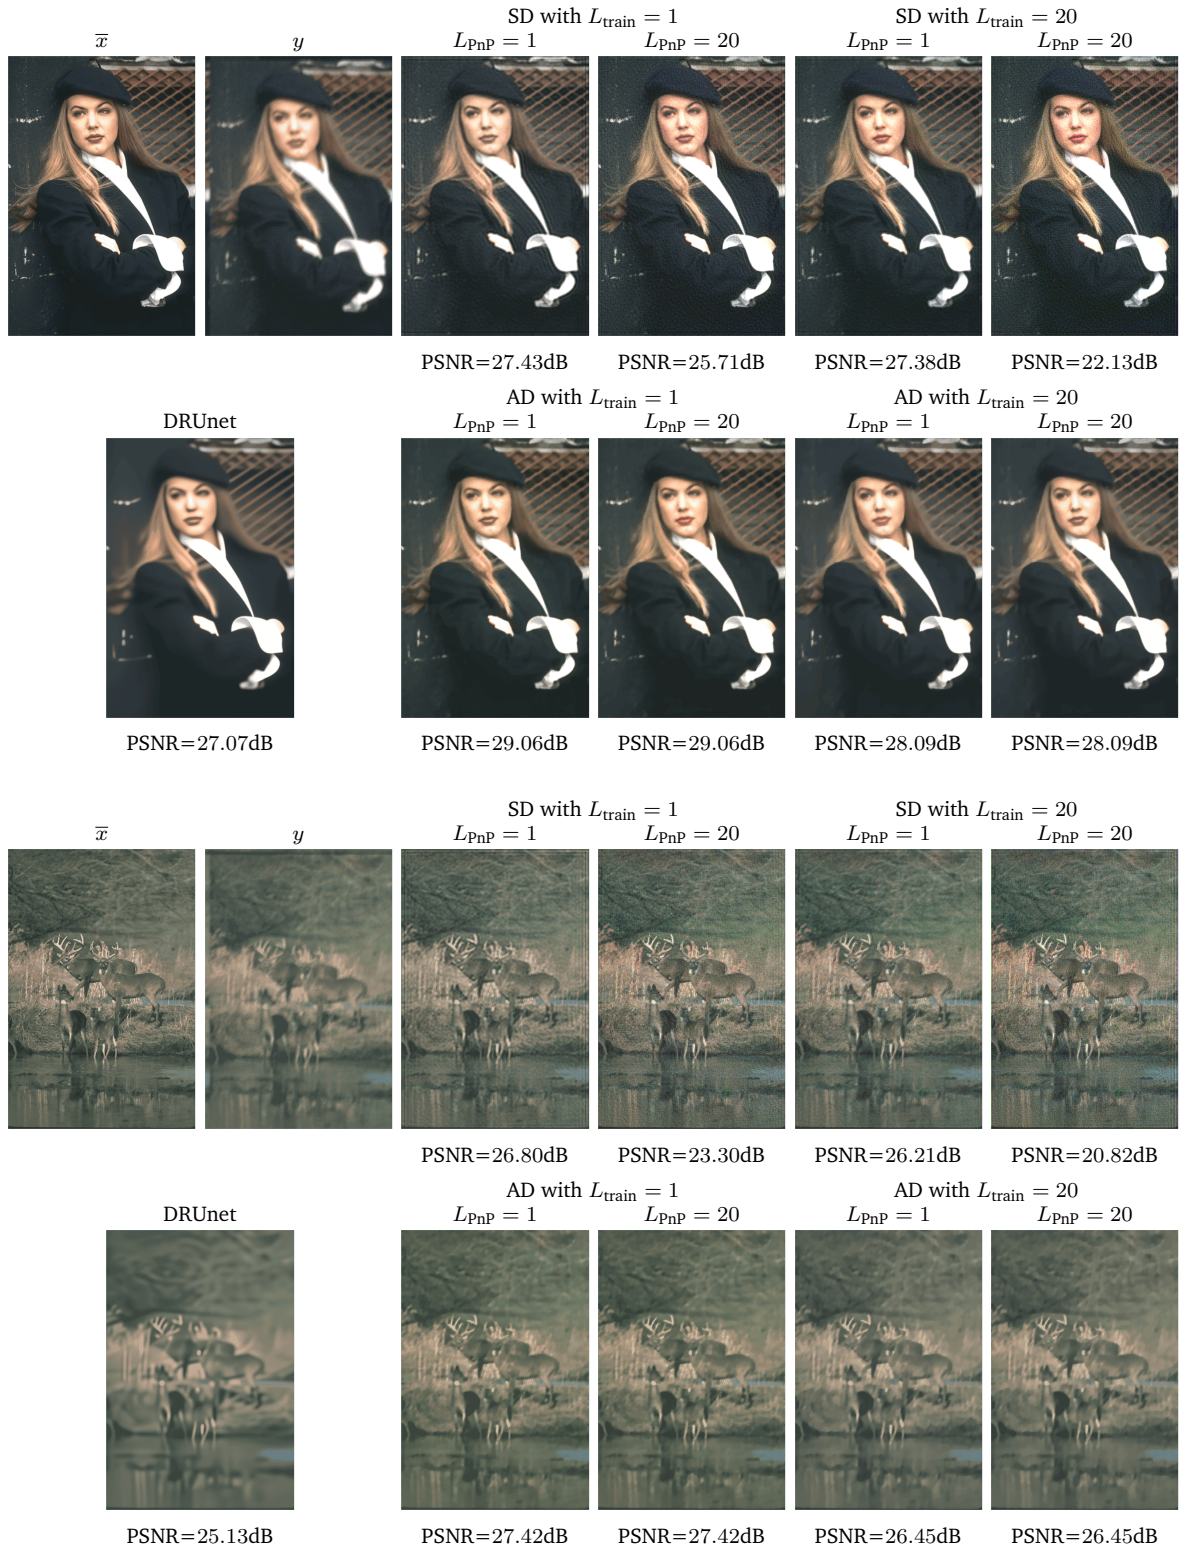 SD with L_train = 1 SD with L_train = 20
x̄ y L_PnP = 1 L_PnP = 20 L_PnP = 1 L_PnP = 20
PSNR=27.43dB PSNR=25.71dB PSNR=27.38dB PSNR=22.13dB
AD with L_train = 1 AD with L_train = 20
DRUnet L_PnP = 1 L_PnP = 20 L_PnP = 1 L_PnP = 20
PSNR=27.07dB PSNR=29.06dB PSNR=29.06dB PSNR=28.09dB PSNR=28.09dB
SD with L_train = 1 SD with L_train = 20
x̄ y L_PnP = 1 L_PnP = 20 L_PnP = 1 L_PnP = 20
PSNR=26.80dB PSNR=23.30dB PSNR=26.21dB PSNR=20.82dB
AD with L_train = 1 AD with L_train = 20
DRUnet L_PnP = 1 L_PnP = 20 L_PnP = 1 L_PnP = 20
PSNR=25.13dB PSNR=27.42dB PSNR=27.42dB PSNR=26.45dB PSNR=26.45dB